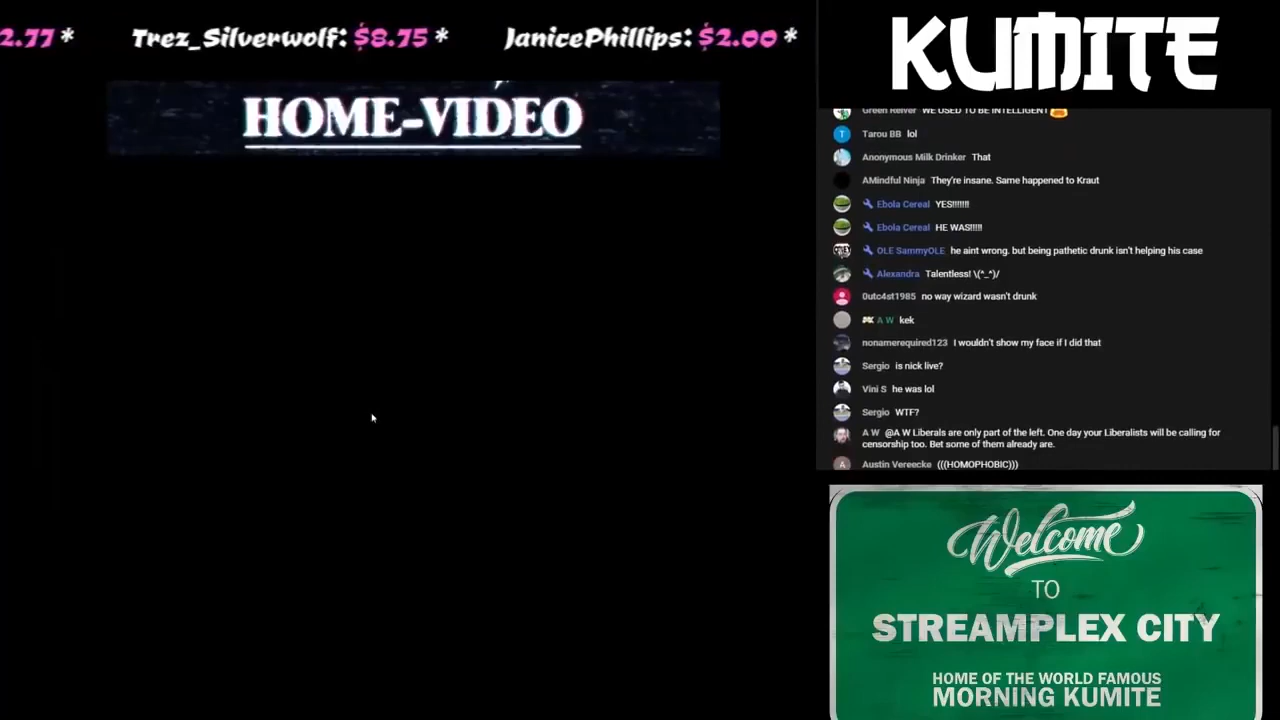 2.77 * Trez_Silverwolf: $8.75 * JanicePhillips: $2.00 *
HOME-VIDEO
KUMITE
Green Reiver WE USED TO BE INTELLIGENT
T Tarou BB lol
Anonymous Milk Drinker That
AMindful Ninja They're insane. Same happened to Kraut
Ebola Cereal YES!!!!!!!
Ebola Cereal HE WAS!!!!!
OLE SammyOLE he aint wrong. but being pathetic drunk isn't helping his case
Alexandra Talentless! \(^_^)/
0utc4st1985 no way wizard wasn't drunk
A W kek
nonamerequired123 I wouldn't show my face if I did that
Sergio is nick live?
Vini S he was lol
Sergio WTF?
A W @A W Liberals are only part of the left. One day your Liberalists will be calling for
censorship too. Bet some of them already are.
A Austin Vereecke (((HOMOPHOBIC)))
Welcome
TO
STREAMPLEX CITY
HOME OF THE WORLD FAMOUS
MORNING KUMITE